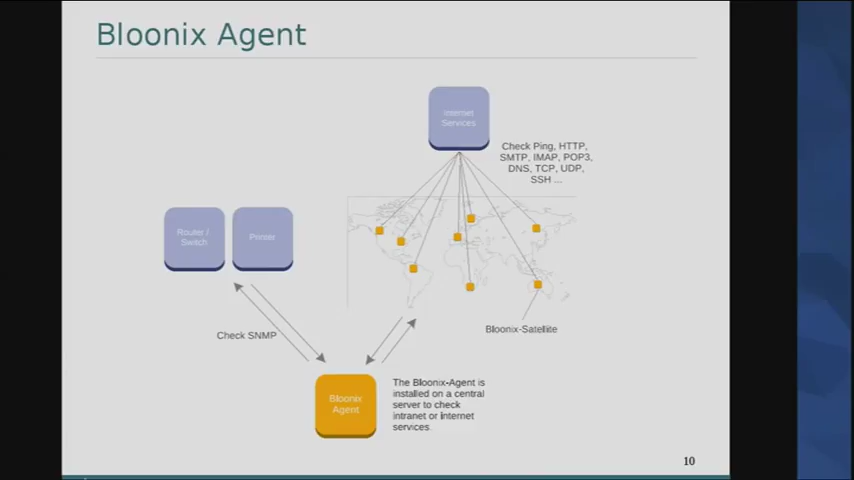 Bloonix Agent
Internet
Services
Check Ping, HTTP,
SMTP, IMAP, POP3,
DNS, TCP, UDP,
SSH ...
Router /
Switch
Printer
Check SNMP
Bloonix-Satellite
Bloonix
Agent
The Bloonix-Agent is
installed on a central
server to check
intranet or Internet
services.
10